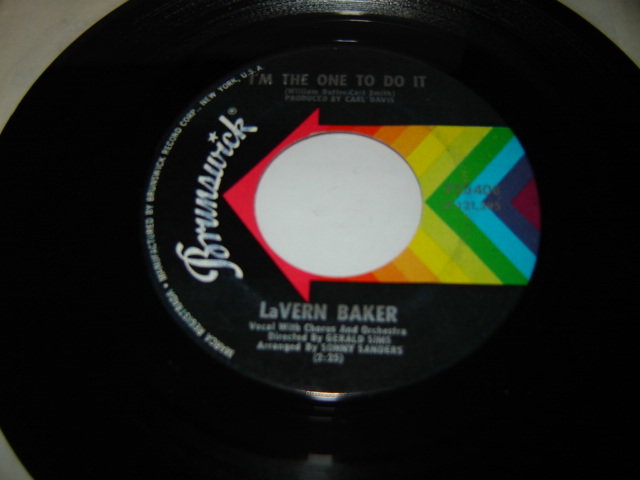 I'M THE ONE TO DO IT
(William Butler, Carl Smith)
PRODUCED BY CARL DAVIS
Brunswick®
MARCA REGISTRADA • MANUFACTURED BY BRUNSWICK RECORD CORP., NEW YORK, U.S.A
LaVERN BAKER
Vocal With Chorus And Orchestra
Directed By GERALD SIMS
Arranged By SONNY SANDERS
(2:35)